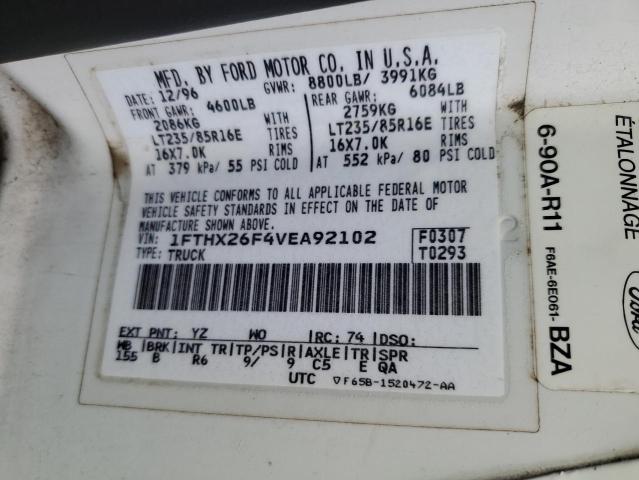 MFD. BY FORD MOTOR CO. IN U.S.A.
DATE: 12/96 GVWR: 8800LB/ 3991KG
FRONT GAWR: 4600LB REAR GAWR: 6084LB
2086KG WITH 2759KG WITH
LT235/85R16E TIRES LT235/85R16E TIRES
16X7.0K RIMS 16X7.0K RIMS
AT 379 kPa/ 55 PSI COLD AT 552 kPa/ 80 PSI COLD
THIS VEHICLE CONFORMS TO ALL APPLICABLE FEDERAL MOTOR
VEHICLE SAFETY STANDARDS IN EFFECT ON THE DATE OF
MANUFACTURE SHOWN ABOVE.
VIN: 1FTHX26F4VEA92102 F0307
TYPE: TRUCK T0293
EXT PNT: YZ WO RC: 74 DSO:
WB BRK INT TR TP/PS R AXLE TR SPR
155 B R6 9/ 9 C5 E QA
UTC ▽F65B-1520472-AA
ÉTALONNAGE
6-90A-R11
F6AE-6E061- BZA
Ford